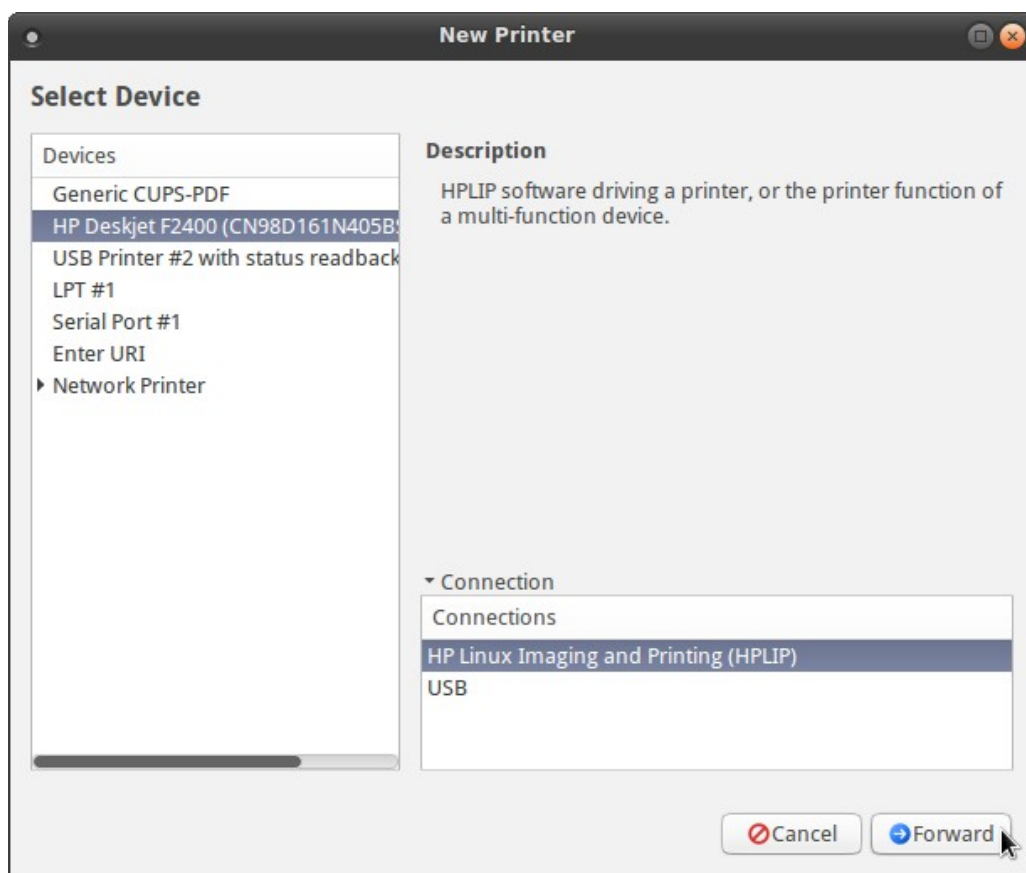 New Printer
Select Device
Devices
Generic CUPS-PDF
HP Deskjet F2400 (CN98D161N405B
USB Printer #2 with status readback
LPT #1
Serial Port #1
Enter URI
Network Printer
Description
HPLIP software driving a printer, or the printer function of
a multi-function device.
Connection
Connections
HP Linux Imaging and Printing (HPLIP)
USB
Cancel
Forward